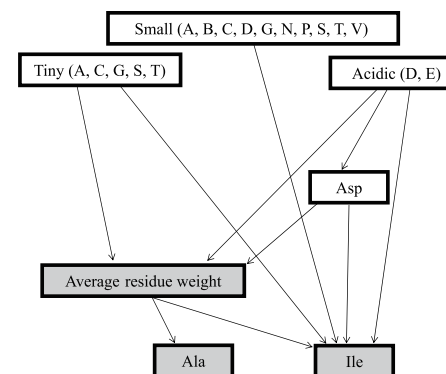 Small (A, B, C, D, G, N, P, S, T, V)
Tiny (A, C, G, S, T)
Acidic (D, E)
Asp
Average residue weight
Ala
Ile